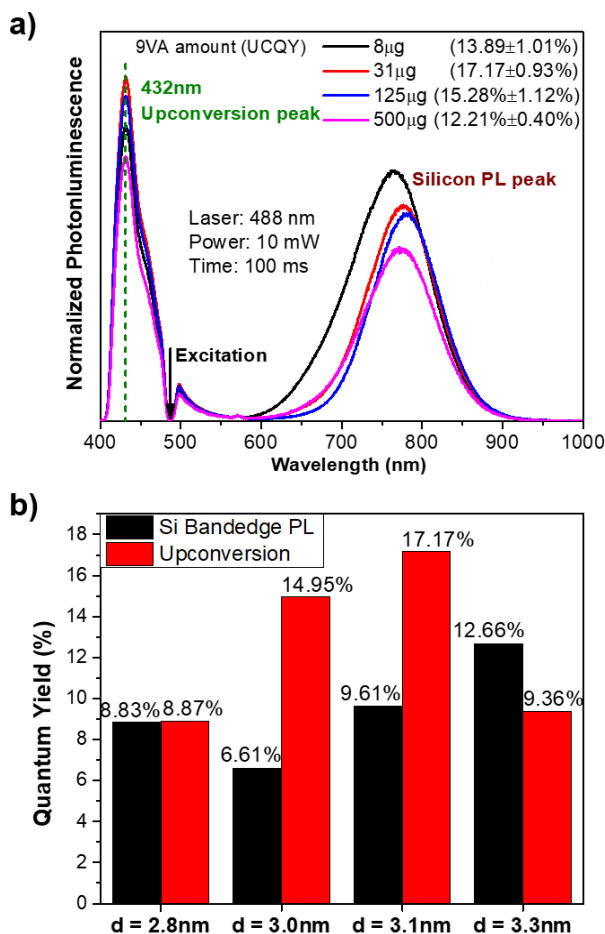 a)
Normalized Photonluminescence
9VA amount (UCQY)
8µg (13.89±1.01%)
31µg (17.17±0.93%)
125µg (15.28%±1.12%)
500µg (12.21%±0.40%)
432nm
Upconversion peak
Silicon PL peak
Laser: 488 nm
Power: 10 mW
Time: 100 ms
Excitation
400 500 600 700 800 900 1000
Wavelength (nm)
b)
Quantum Yield (%)
Si Bandedge PL
Upconversion
18
16
14
12
10
8
6
4
2
0
8.83% 8.87%
6.61% 14.95%
9.61% 17.17%
12.66% 9.36%
d = 2.8nm d = 3.0nm d = 3.1nm d = 3.3nm